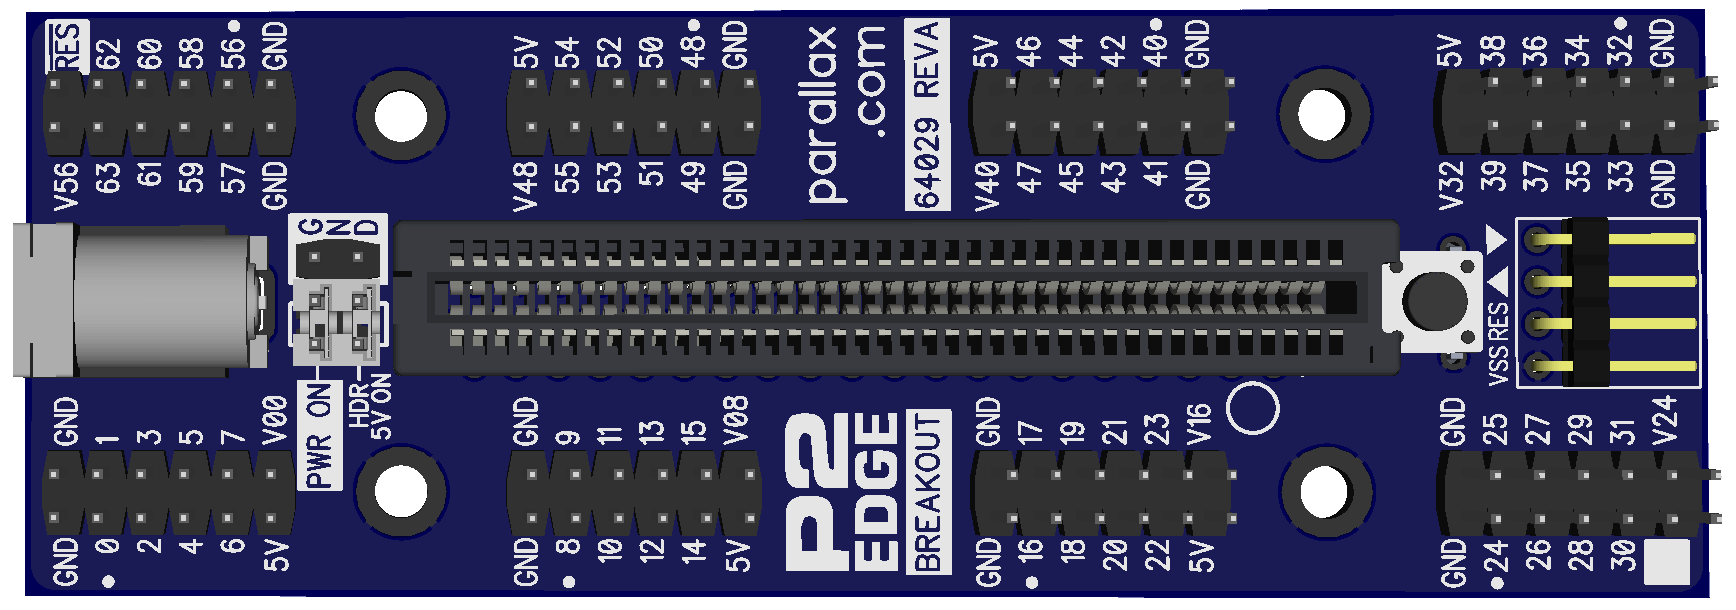 RES 62 60 58 56 GND
V56 63 61 59 57 GND
5V 54 52 50 48 GND
V48 55 53 51 49 GND
parallax
.com
64029 REVA
5V 46 44 42 40 GND
V40 47 45 43 41 GND
5V 38 36 34 32 GND
V32 39 37 35 33 GND
GND
PWR ON
HDR
5V ON
VSS RES
GND 1 3 5 7 V00
GND 0 2 4 6 5V
GND 9 11 13 15 V08
GND 8 10 12 14 5V
P2
EDGE
BREAKOUT
GND 17 19 21 23 V16
GND 16 18 20 22 5V
GND 25 27 29 31 V24
GND 24 26 28 30